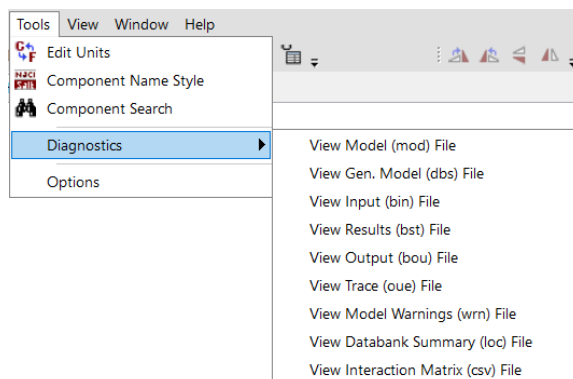 Tools View Window Help
Edit Units
Component Name Style
Component Search
Diagnostics
Options
View Model (mod) File
View Gen. Model (dbs) File
View Input (bin) File
View Results (bst) File
View Output (bou) File
View Trace (oue) File
View Model Warnings (wrn) File
View Databank Summary (loc) File
View Interaction Matrix (csv) File